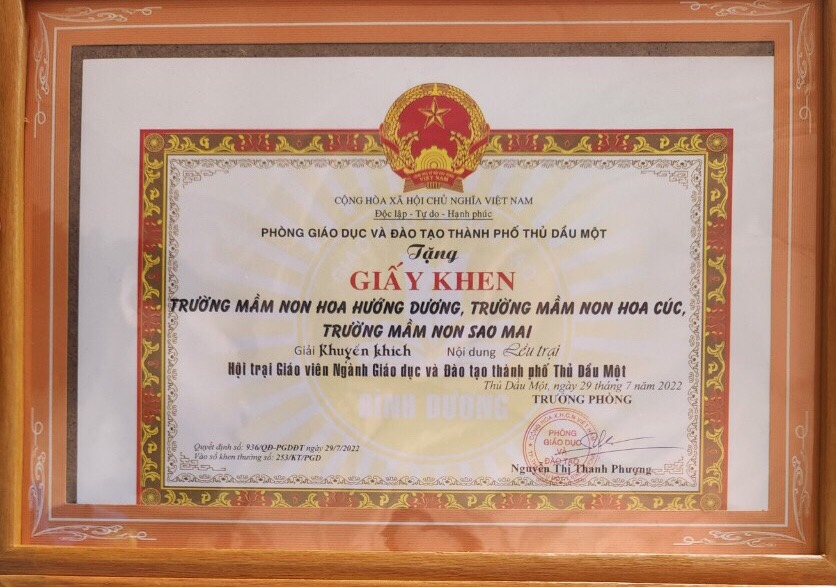 CỘNG HÒA XÃ HỘI CHỦ NGHĨA VIỆT NAM
Độc lập - Tự do - Hạnh phúc
PHÒNG GIÁO DỤC VÀ ĐÀO TẠO THÀNH PHỐ THỦ DẦU MỘT
Tặng
GIẤY KHEN
TRƯỜNG MẦM NON HOA HƯỚNG DƯƠNG, TRƯỜNG MẦM NON HOA CÚC,
TRƯỜNG MẦM NON SAO MAI
Giải Khuyến khích Nội dung Lều trại
Hội trại Giáo viên Ngành Giáo dục và Đào tạo thành phố Thủ Dầu Một
Thủ Dầu Một, ngày 29 tháng 7 năm 2022
TRƯỞNG PHÒNG
BÌNH DƯƠNG
PHÒNG
GIÁO DỤC
VÀ
ĐÀO TẠO
Quyết định số: 936/QĐ-PGDĐT ngày 29/7/2022
Vào sổ khen thưởng số: 253/KT/PGD
Nguyễn Thị Thanh Phượng